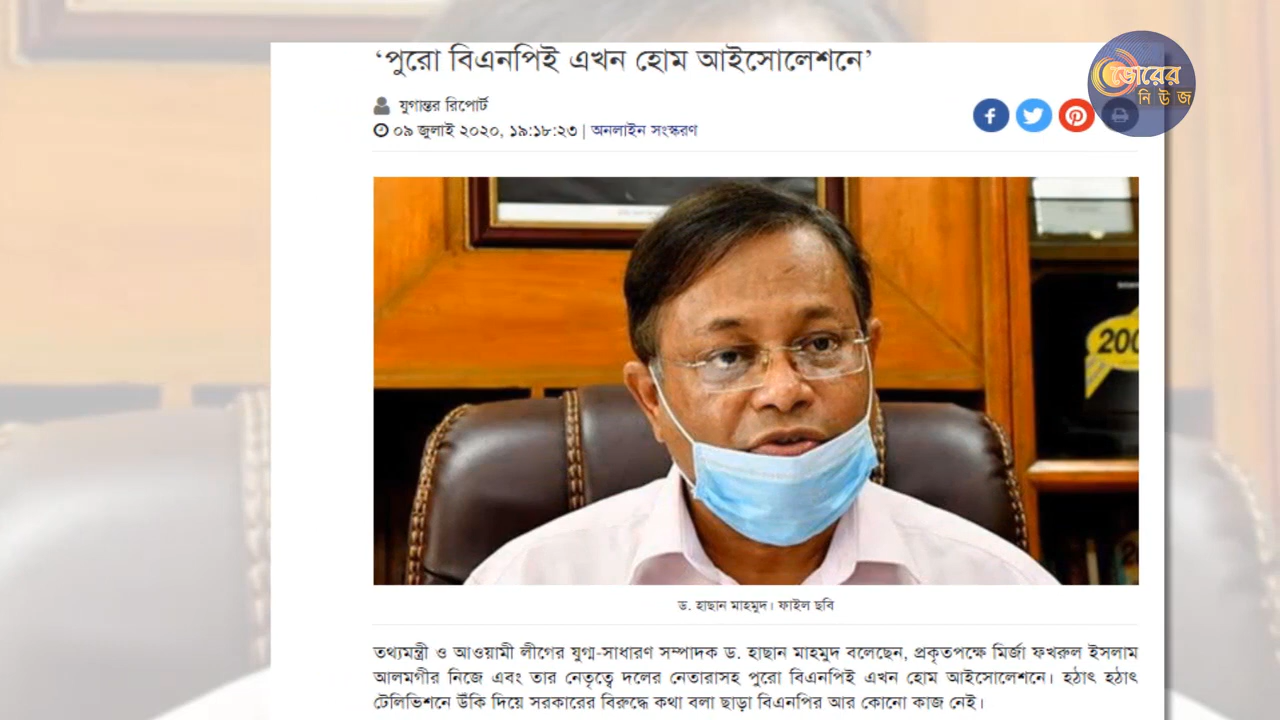 ‘পুরো বিএনপিই এখন হোম আইসোলেশনে’
ভোরের
নিউজ
যুগান্তর রিপোর্ট
০৯ জুলাই ২০২০, ১৯:১৮:২৩ | অনলাইন সংস্করণ
200
ড. হাছান মাহমুদ। ফাইল ছবি
তথ্যমন্ত্রী ও আওয়ামী লীগের যুগ্ম-সাধারণ সম্পাদক ড. হাছান মাহমুদ বলেছেন, প্রকৃতপক্ষে মির্জা ফখরুল ইসলাম
আলমগীর নিজে এবং তার নেতৃত্বে দলের নেতারাসহ পুরো বিএনপিই এখন হোম আইসোলেশনে। হঠাৎ হঠাৎ
টেলিভিশনে উঁকি দিয়ে সরকারের বিরুদ্ধে কথা বলা ছাড়া বিএনপির আর কোনো কাজ নেই।